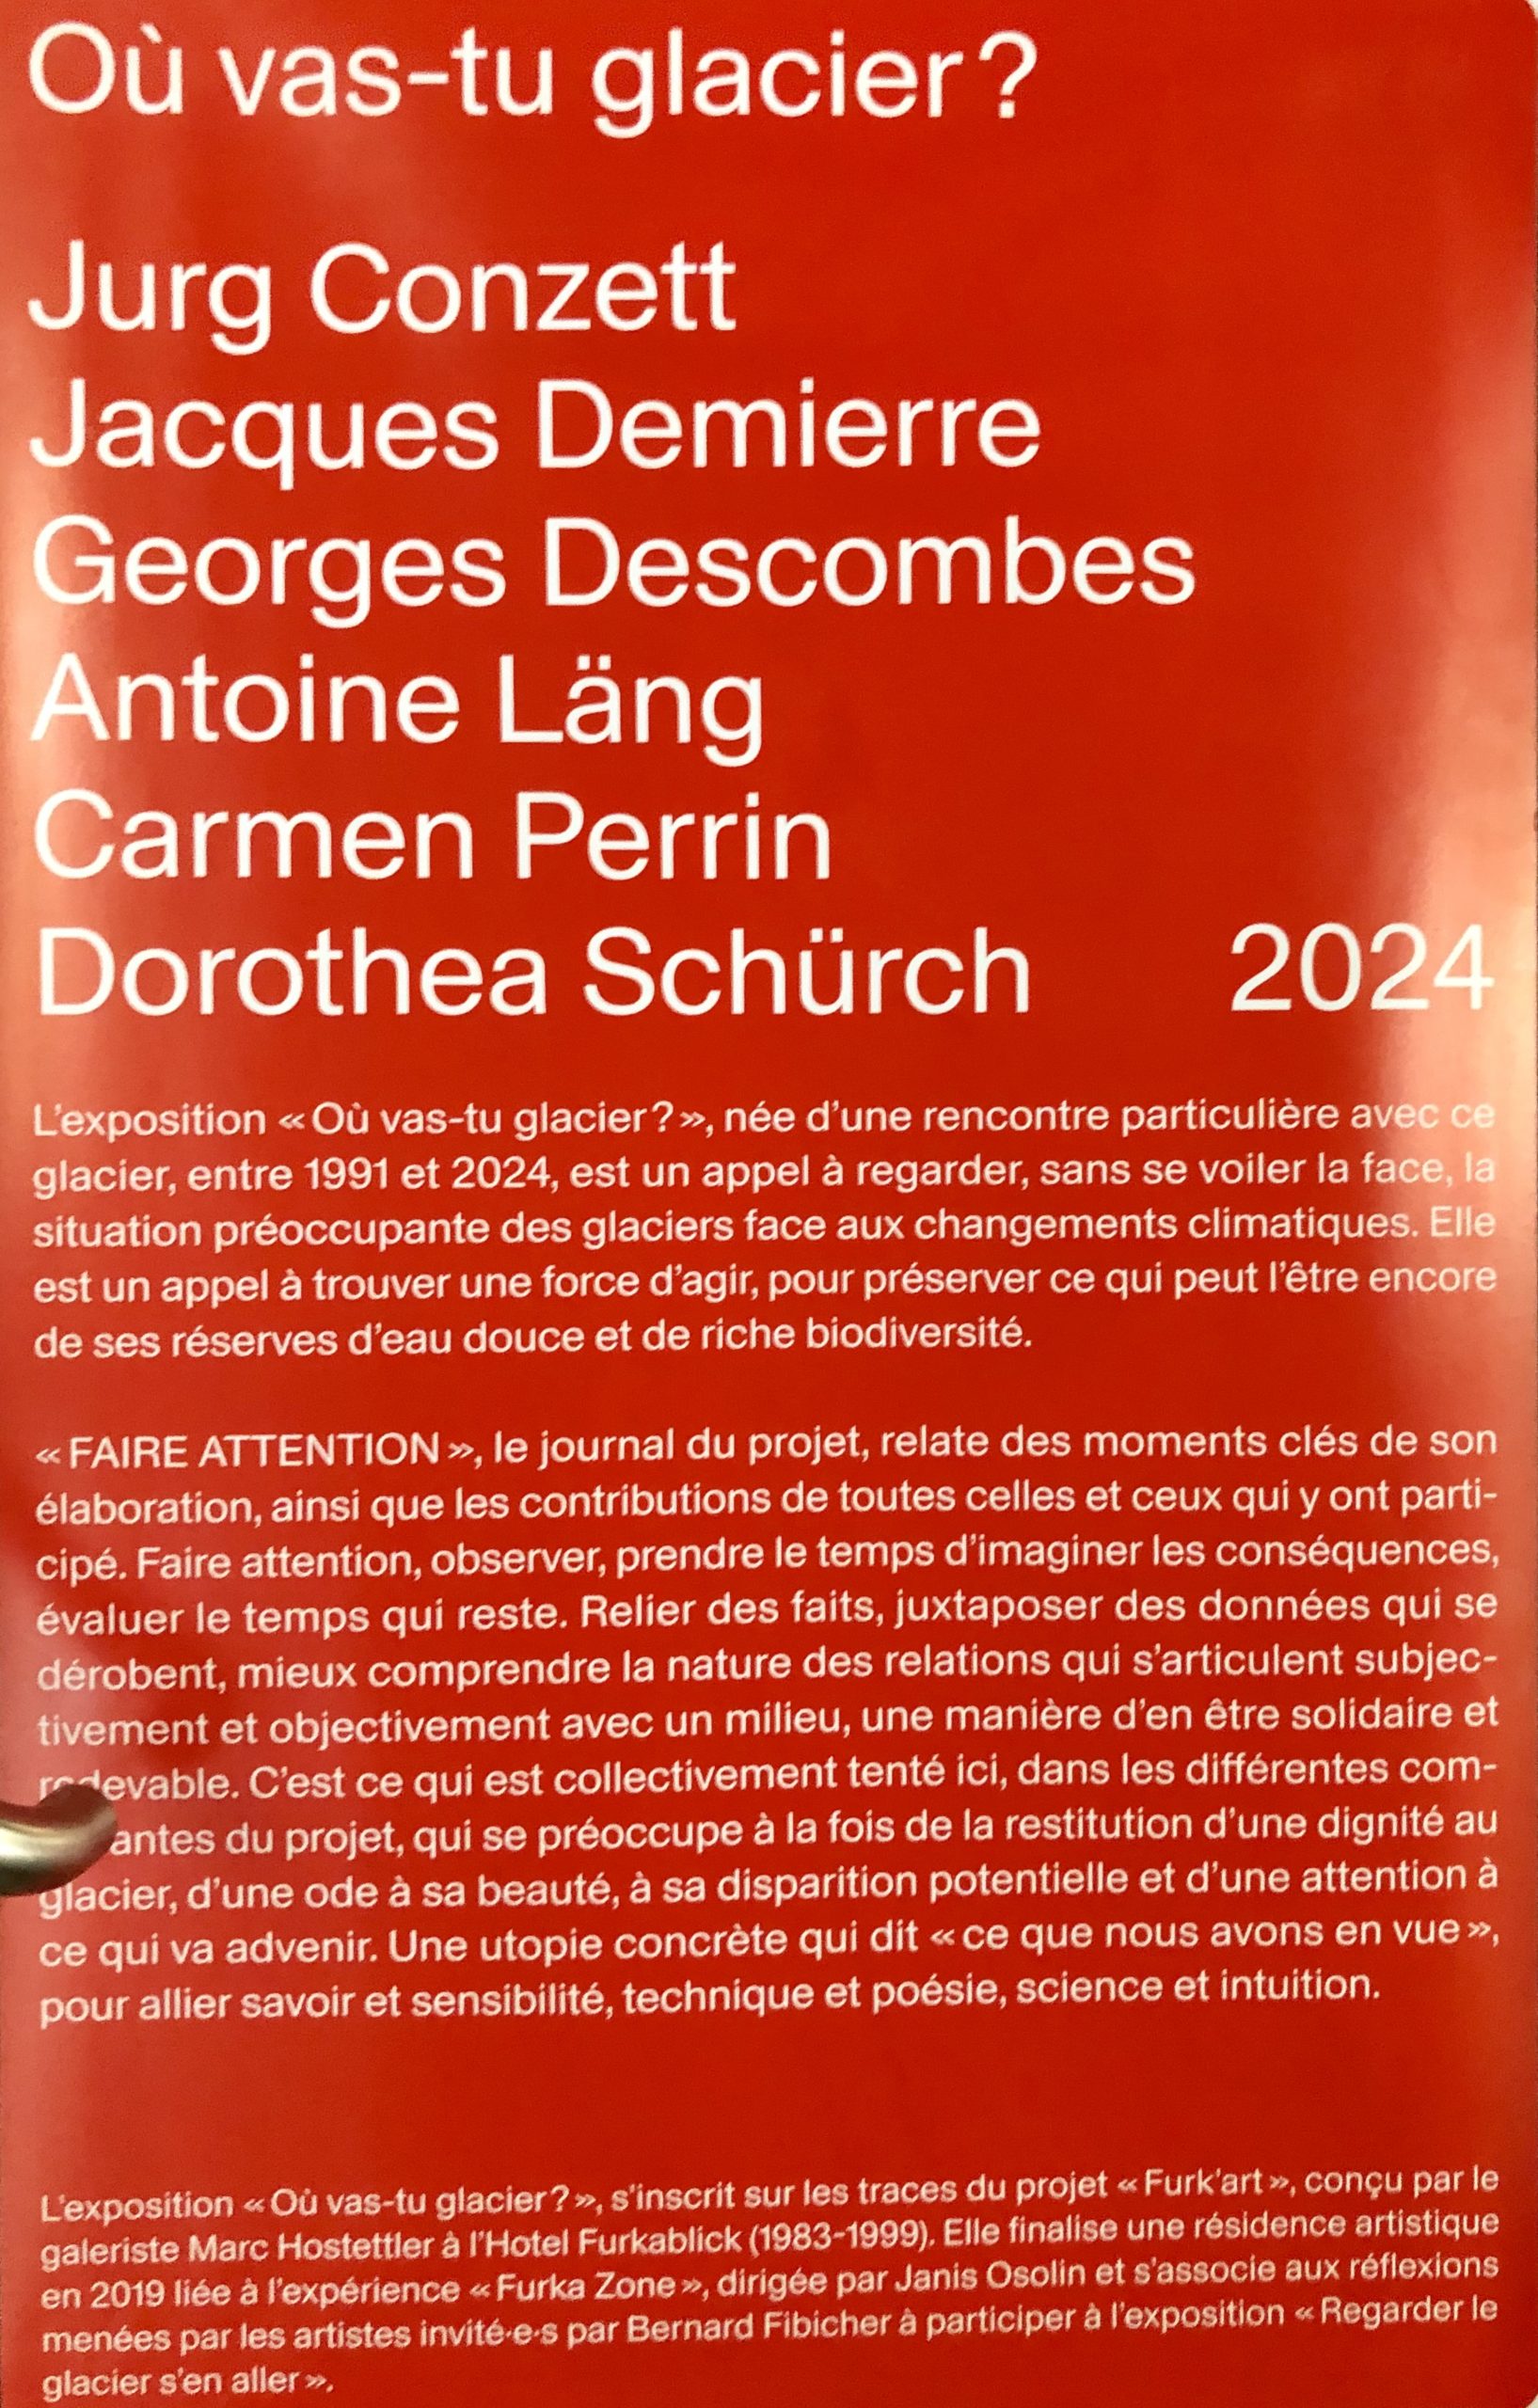 Où vas-tu glacier ?
Jurg Conzett
Jacques Demierre
Georges Descombes
Antoine Läng
Carmen Perrin
Dorothea Schürch 2024
L'exposition « Où vas-tu glacier ? », née d'une rencontre particulière avec ce
glacier, entre 1991 et 2024, est un appel à regarder, sans se voiler la face, la
situation préoccupante des glaciers face aux changements climatiques. Elle
est un appel à trouver une force d'agir, pour préserver ce qui peut l'être encore
de ses réserves d'eau douce et de riche biodiversité.
« FAIRE ATTENTION », le journal du projet, relate des moments clés de son
élaboration, ainsi que les contributions de toutes celles et ceux qui y ont parti-
cipé. Faire attention, observer, prendre le temps d'imaginer les conséquences,
évaluer le temps qui reste. Relier des faits, juxtaposer des données qui se
dérobent, mieux comprendre la nature des relations qui s'articulent subjec-
tivement et objectivement avec un milieu, une manière d'en être solidaire et
redevable. C'est ce qui est collectivement tenté ici, dans les différentes com-
antes du projet, qui se préoccupe à la fois de la restitution d'une dignité au
glacier, d'une ode à sa beauté, à sa disparition potentielle et d'une attention à
ce qui va advenir. Une utopie concrète qui dit « ce que nous avons en vue »,
pour allier savoir et sensibilité, technique et poésie, science et intuition.
L'exposition « Où vas-tu glacier ? », s'inscrit sur les traces du projet « Furk'art », conçu par le
galeriste Marc Hostettler à l'Hotel Furkablick (1983-1999). Elle finalise une résidence artistique
en 2019 liée à l'expérience « Furka Zone », dirigée par Janis Osolin et s'associe aux réflexions
menées par les artistes invité·e·s par Bernard Fibicher à participer à l'exposition « Regarder le
glacier s'en aller ».